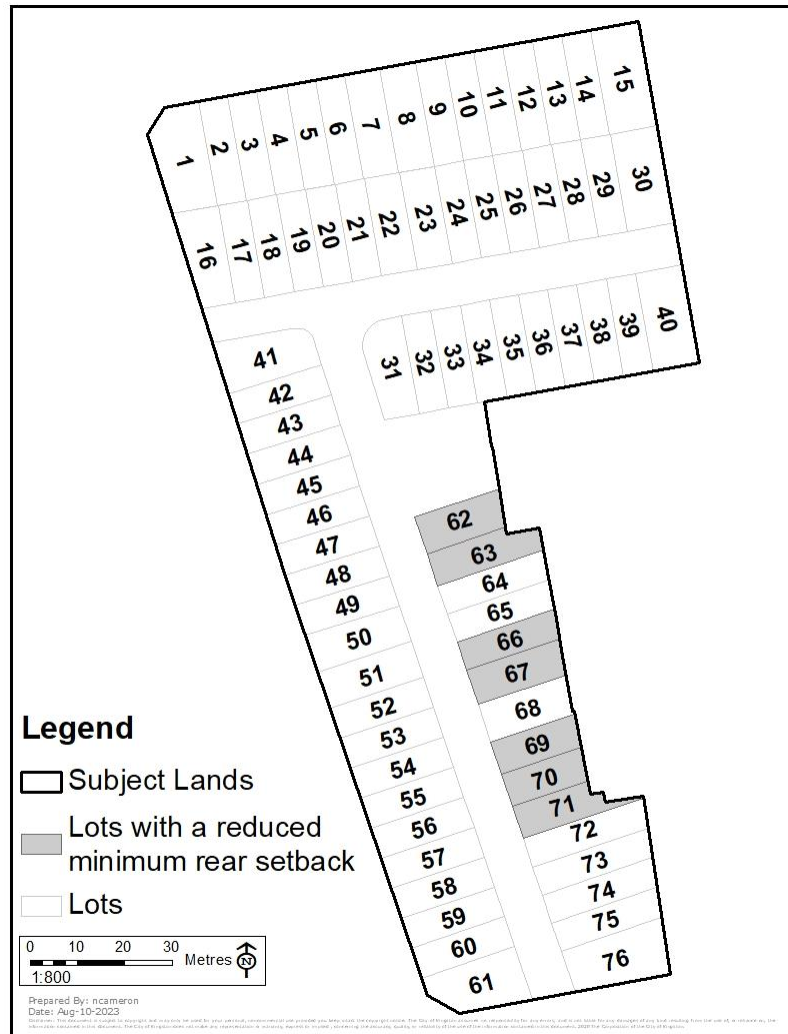 1 2 3 4 5 6 7 8 9 10 11 12 13 14 15
16 17 18 19 20 21 22 23 24 25 26 27 28 29 30
31 32 33 34 35 36 37 38 39 40
41
42
43
44
45
46
47
48
49
50
51
52
53
54
55
56
57
58
59
60
61
62
63
64
65
66
67
68
69
70
71
72
73
74
75
76
Legend
Subject Lands
Lots with a reduced
minimum rear setback
Lots
0 10 20 30
Metres
N
1:800
Prepared By: ncameron
Date: Aug-10-2023